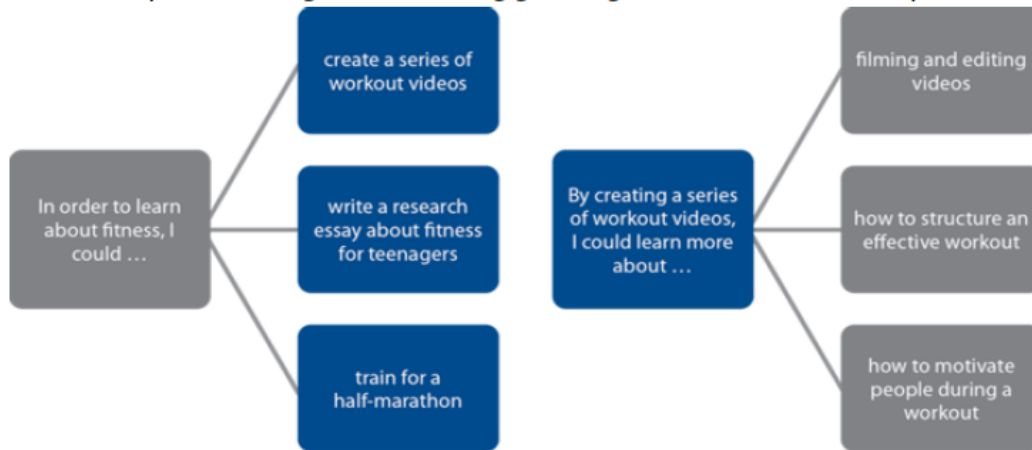 In order to learn
about fitness, I
could …
create a series of
workout videos
write a research
essay about fitness
for teenagers
train for a
half-marathon
By creating a series
of workout videos,
I could learn more
about …
filming and editing
videos
how to structure an
effective workout
how to motivate
people during a
workout